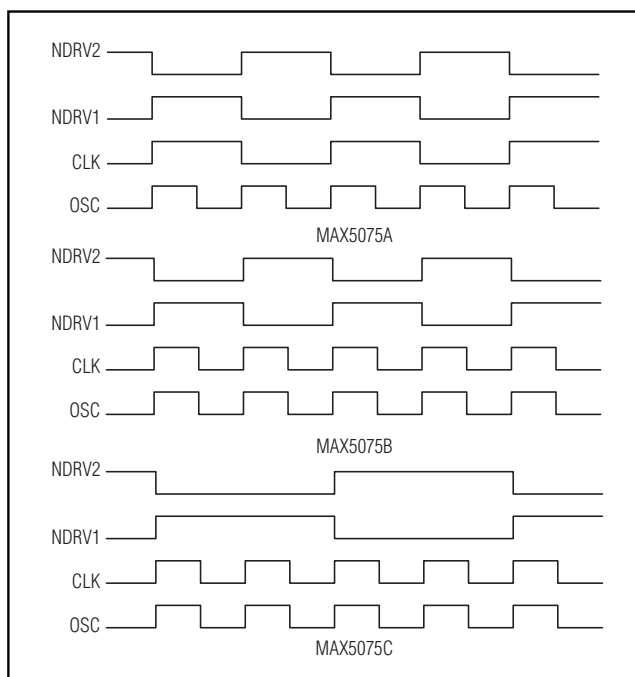 NDRV2
NDRV1
CLK
OSC
MAX5075A
NDRV2
NDRV1
CLK
OSC
MAX5075B
NDRV2
NDRV1
CLK
OSC
MAX5075C